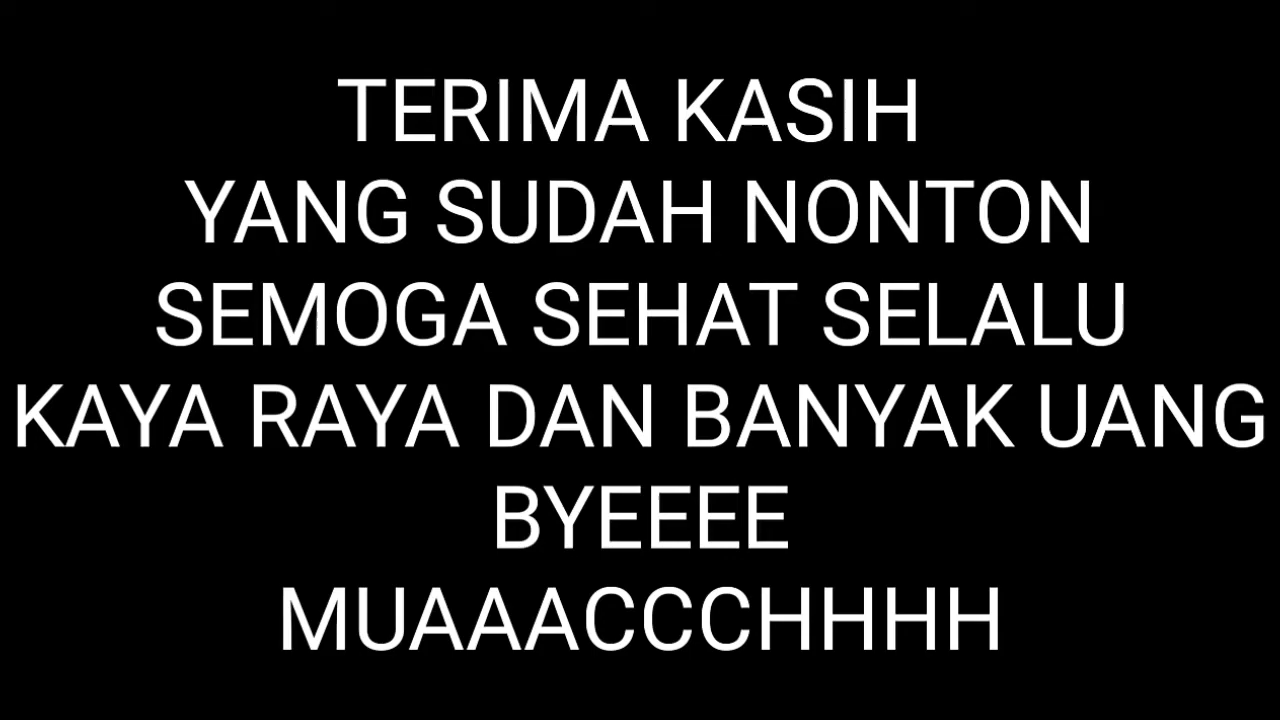 TERIMA KASIH
YANG SUDAH NONTON
SEMOGA SEHAT SELALU
KAYA RAYA DAN BANYAK UANG
BYEEEE
MUAAACCCHHHH